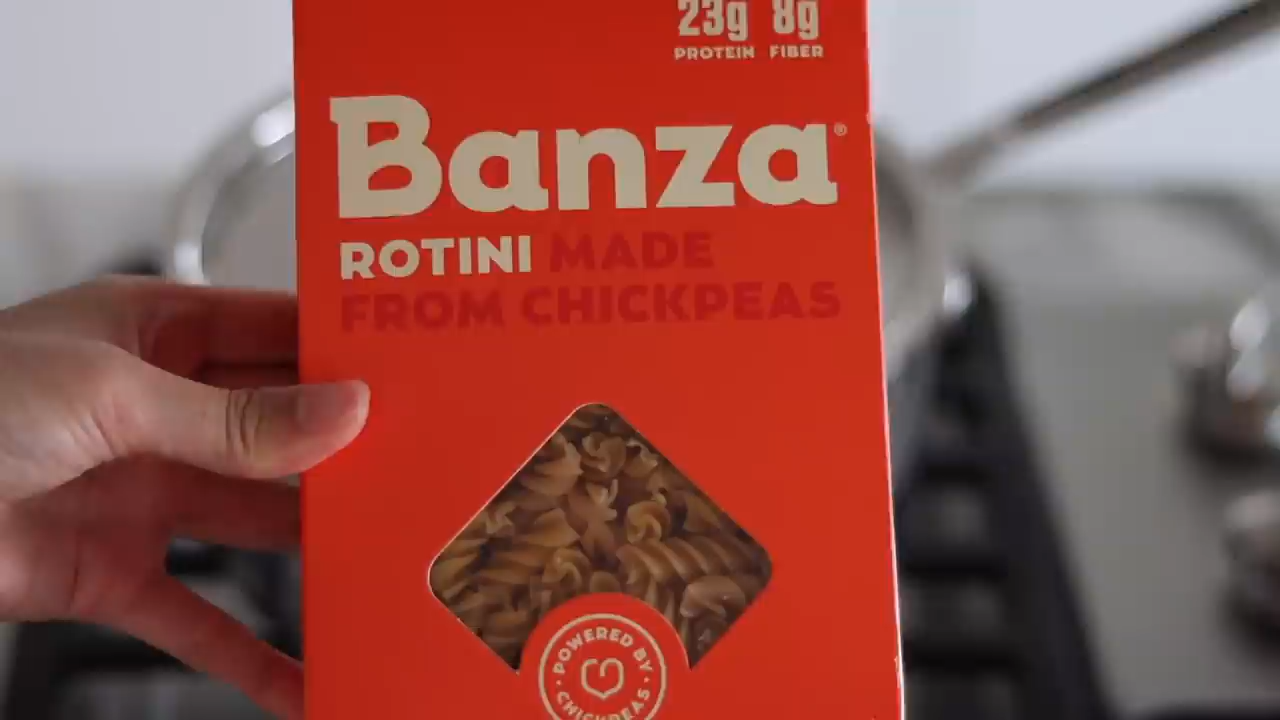 23g 8g
PROTEIN FIBER
Banza®
ROTINI MADE
FROM CHICKPEAS
POWERED BY
CHICKPEAS